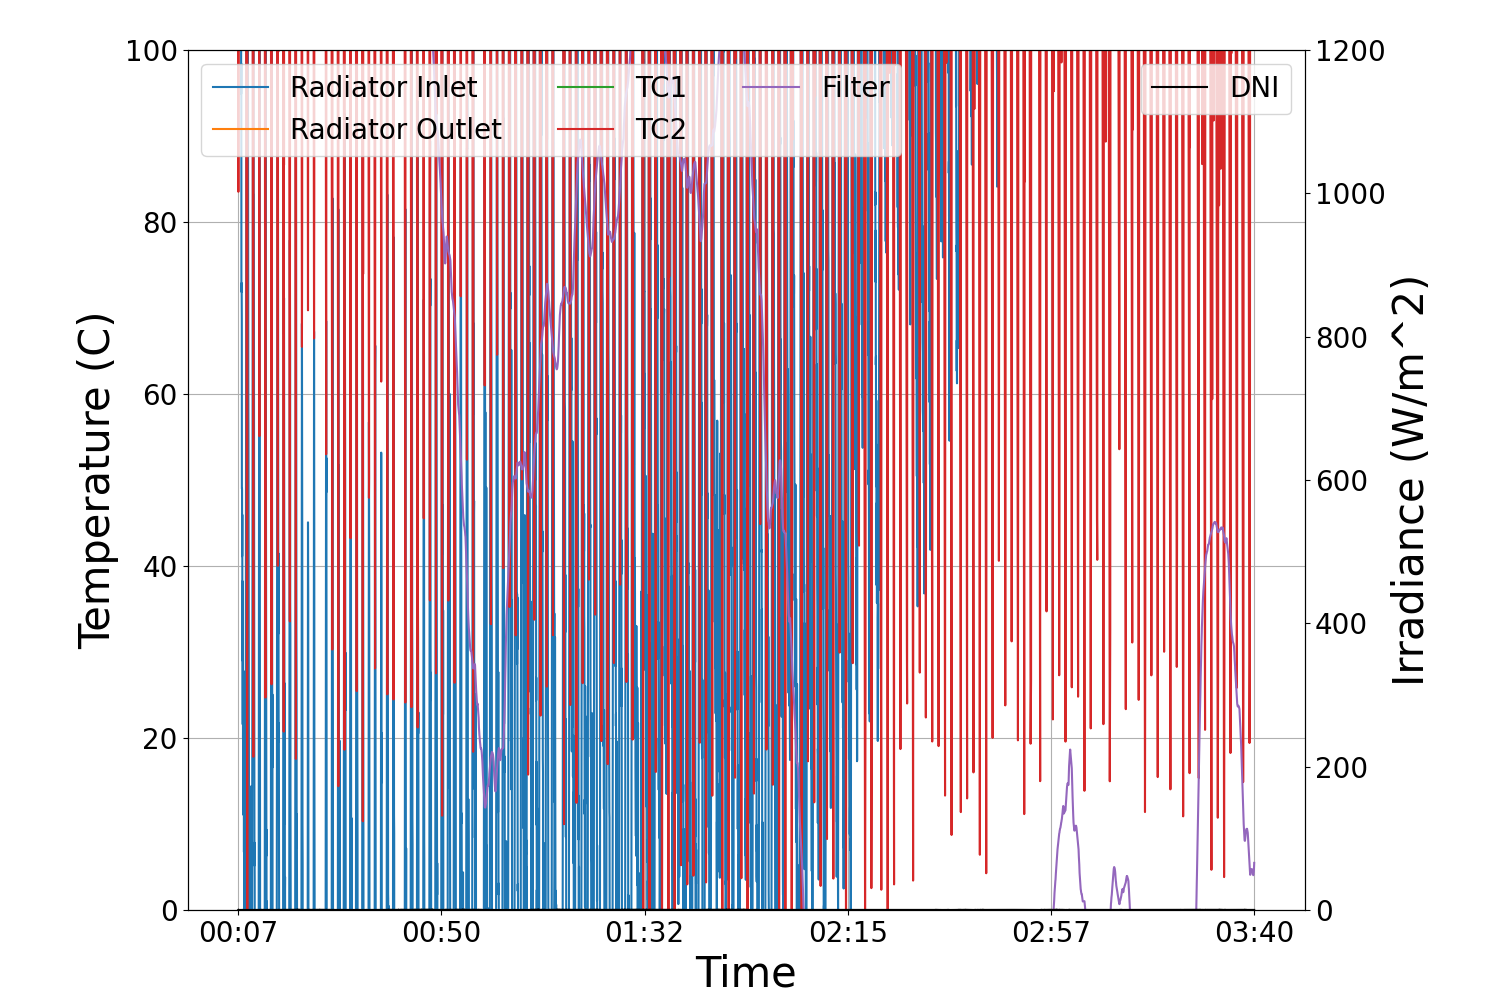 100
80
60
40
20
0
Temperature (C)
Radiator Inlet
Radiator Outlet
TC1
TC2
Filter
DNI
1200
1000
800
600
400
200
0
Irradiance (W/m^2)
00:07
00:50
01:32
02:15
02:57
03:40
Time